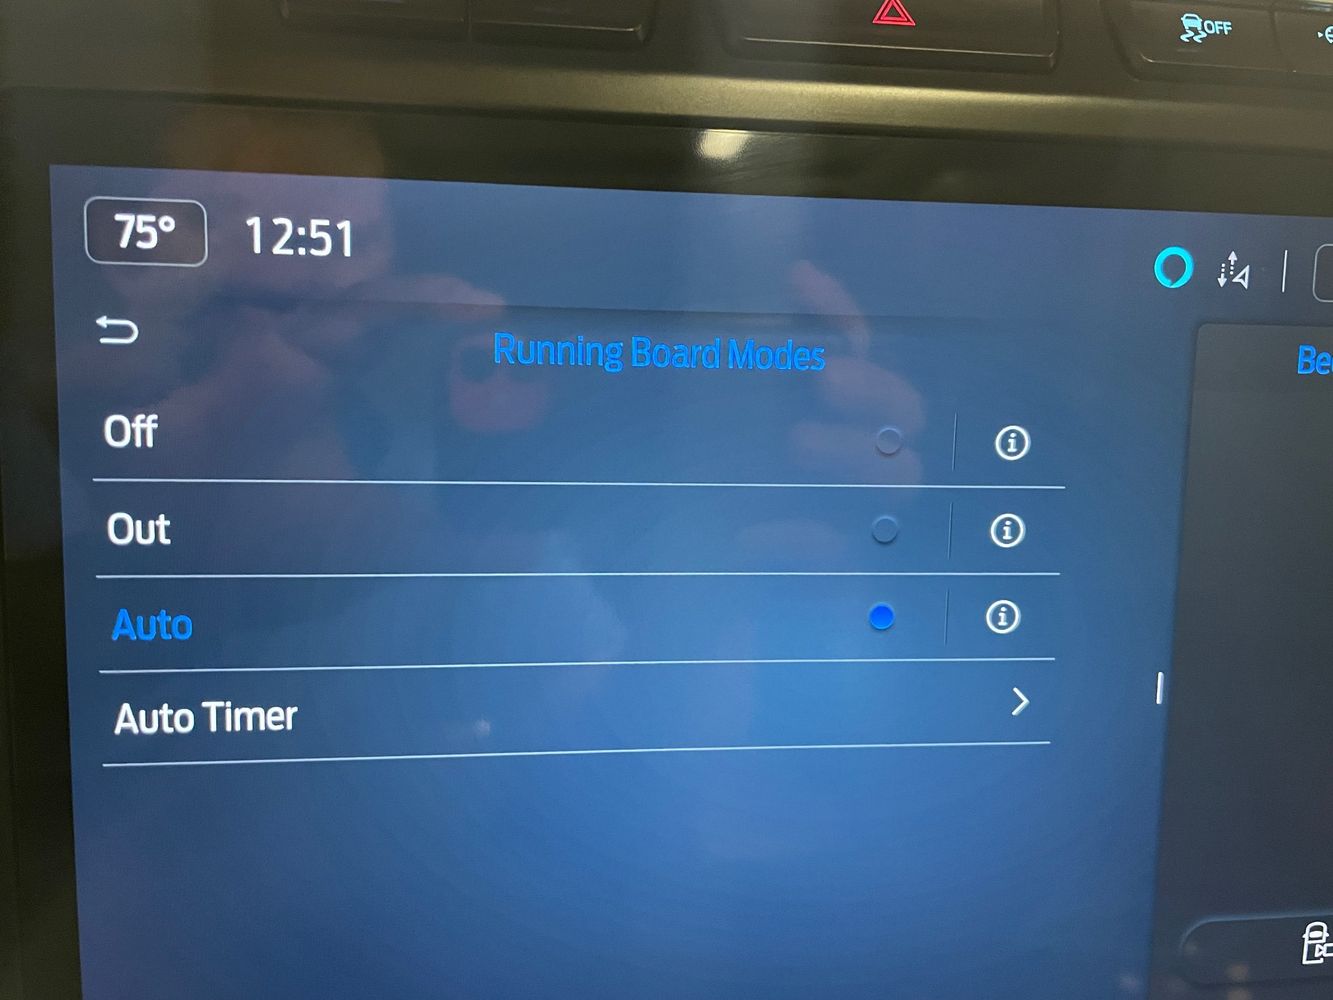 OFF
75° 12:51
Running Board Modes
Off
Out
Auto
Auto Timer